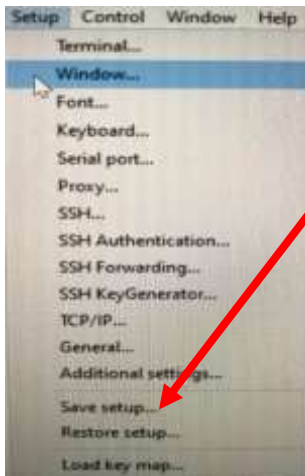 Setup Control Window Help
Terminal...
Window...
Font...
Keyboard...
Serial port...
Proxy...
SSH...
SSH Authentication...
SSH Forwarding...
SSH KeyGenerator...
TCP/IP...
General...
Additional settings...
Save setup...
Restore setup...
Load key map...